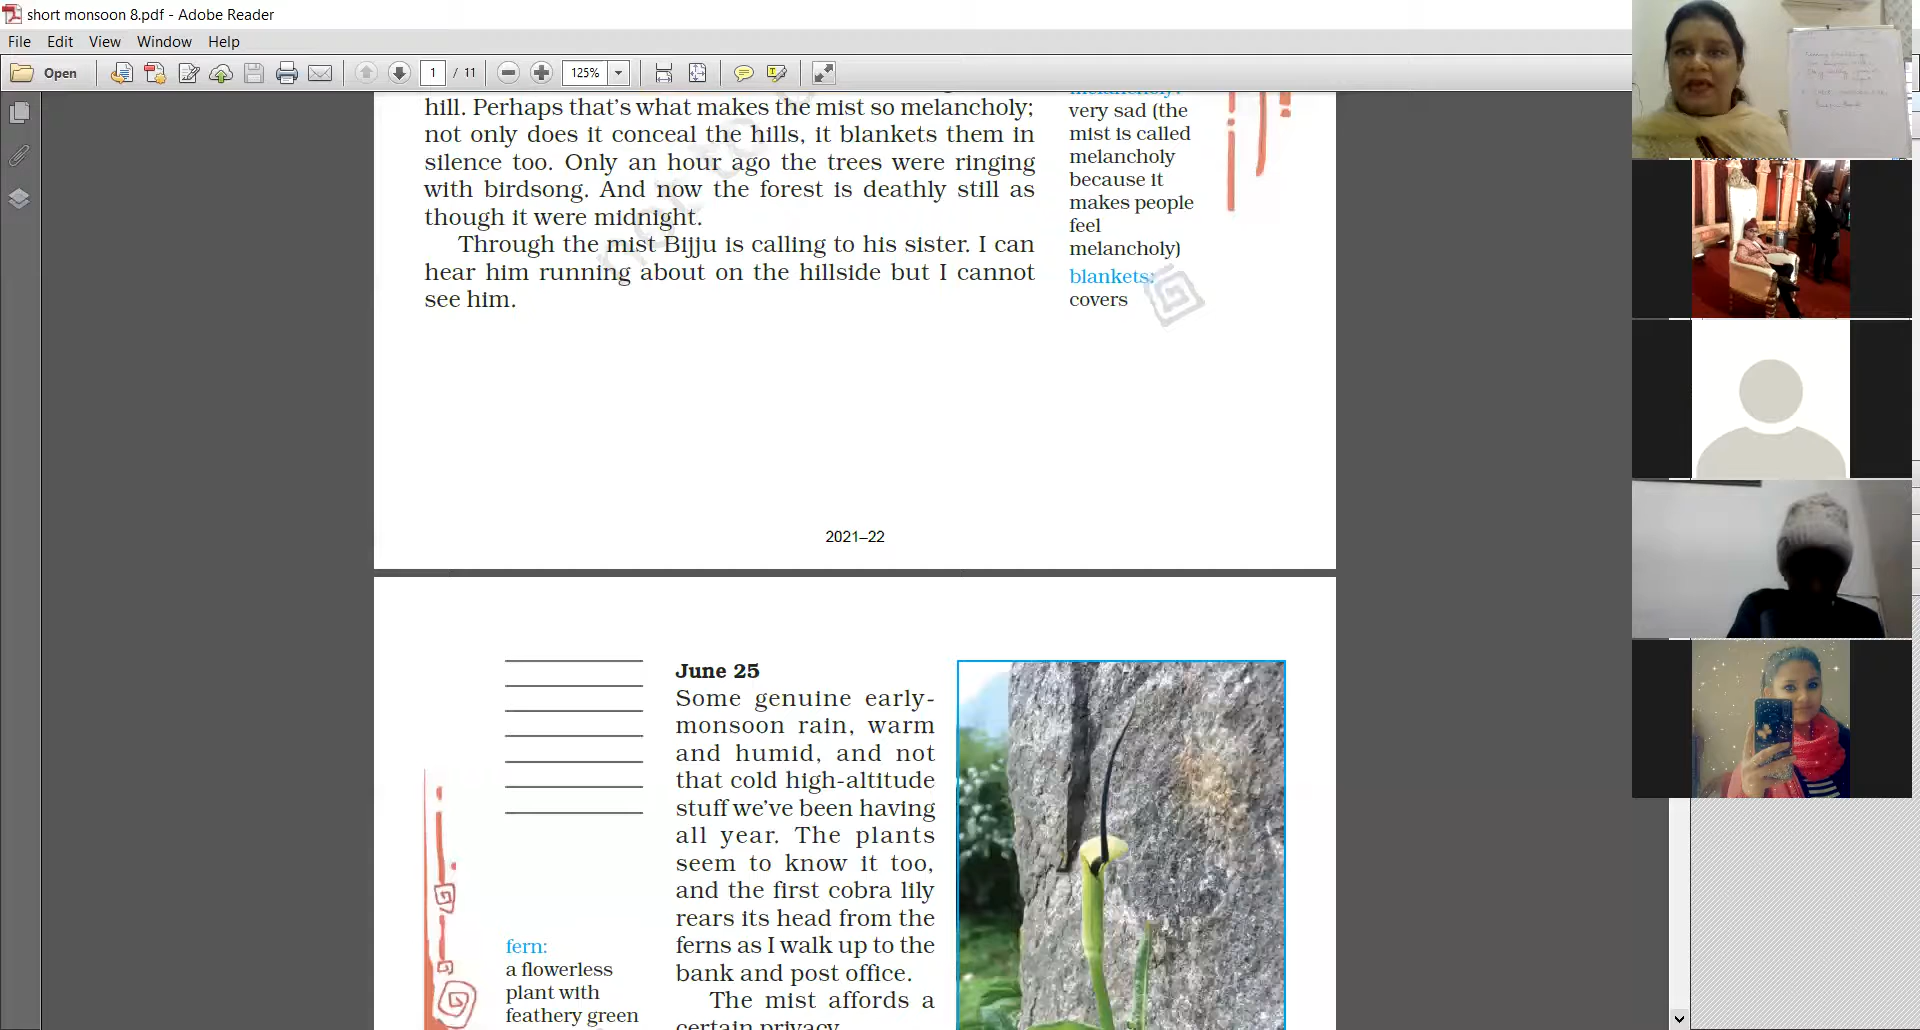 short monsoon 8.pdf - Adobe Reader
File Edit View Window Help
Open 1 / 11 125%
hill. Perhaps that's what makes the mist so melancholy;
not only does it conceal the hills, it blankets them in
silence too. Only an hour ago the trees were ringing
with birdsong. And now the forest is deathly still as
though it were midnight.
Through the mist Bijju is calling to his sister. I can
hear him running about on the hillside but I cannot
see him.
melancholy:
very sad (the
mist is called
melancholy
because it
makes people
feel
melancholy)
blankets:
covers
not to
2021–22
fern:
a flowerless
plant with
feathery green
June 25
Some genuine early-
monsoon rain, warm
and humid, and not
that cold high-altitude
stuff we've been having
all year. The plants
seem to know it too,
and the first cobra lily
rears its head from the
ferns as I walk up to the
bank and post office.
The mist affords a
certain privacy.